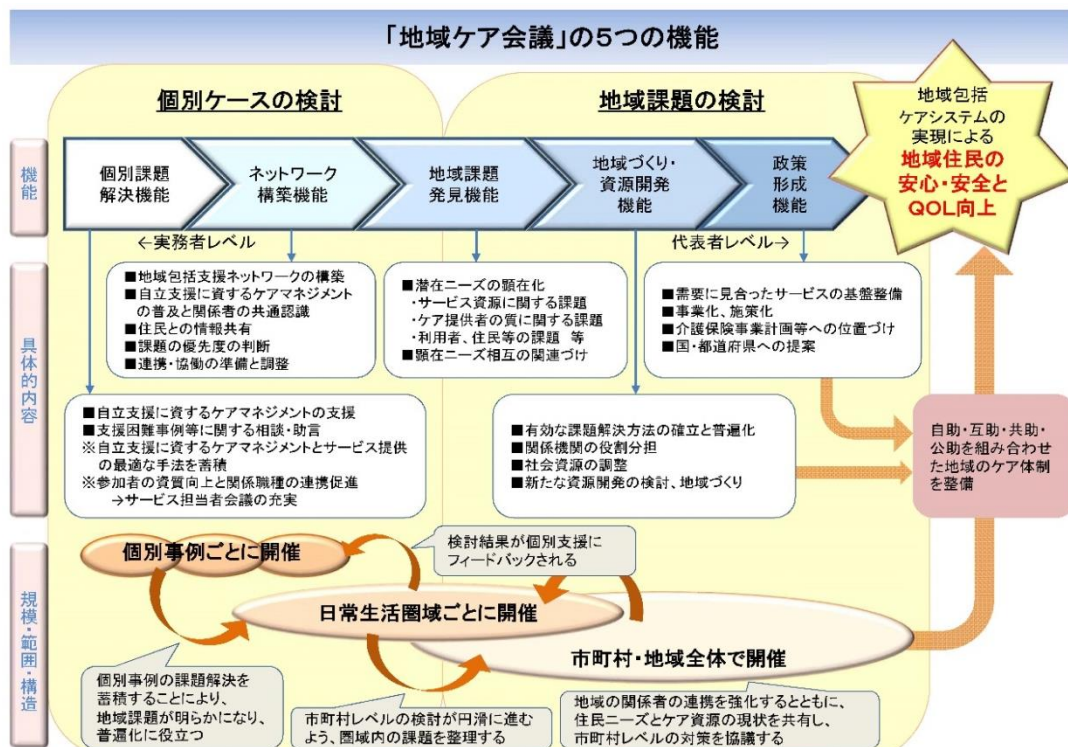 「地域ケア会議」の5つの機能
個別ケースの検討
地域課題の検討
地域包括
ケアシステムの
実現による
地域住民の
安心・安全と
QOL向上
機能
個別課題
解決機能
ネットワーク
構築機能
地域課題
発見機能
地域づくり・
資源開発
機能
政策
形成
機能
←実務者レベル
代表者レベル→
具体的内容
■地域包括支援ネットワークの構築
■自立支援に資するケアマネジメント
の普及と関係者の共通認識
■住民との情報共有
■課題の優先度の判断
■連携・協働の準備と調整
■潜在ニーズの顕在化
・サービス資源に関する課題
・ケア提供者の質に関する課題
・利用者、住民等の課題 等
■顕在ニーズ相互の関連づけ
■需要に見合ったサービスの基盤整備
■事業化、施策化
■介護保険事業計画等への位置づけ
■国・都道府県への提案
■自立支援に資するケアマネジメントの支援
■支援困難事例等に関する相談・助言
※自立支援に資するケアマネジメントとサービス提供
の最適な手法を蓄積
※参加者の資質向上と関係職種の連携促進
→サービス担当者会議の充実
■有効な課題解決方法の確立と普遍化
■関係機関の役割分担
■社会資源の調整
■新たな資源開発の検討、地域づくり
自助・互助・共助・
公助を組み合わせ
た地域のケア体制
を整備
規模・範囲・構造
個別事例ごとに開催
検討結果が個別支援に
フィードバックされる
日常生活圏域ごとに開催
市町村・地域全体で開催
個別事例の課題解決を
蓄積することにより、
地域課題が明らかになり、
普遍化に役立つ
市町村レベルの検討が円滑に進む
よう、圏域内の課題を整理する
地域の関係者の連携を強化するとともに、
住民ニーズとケア資源の現状を共有し、
市町村レベルの対策を協議する